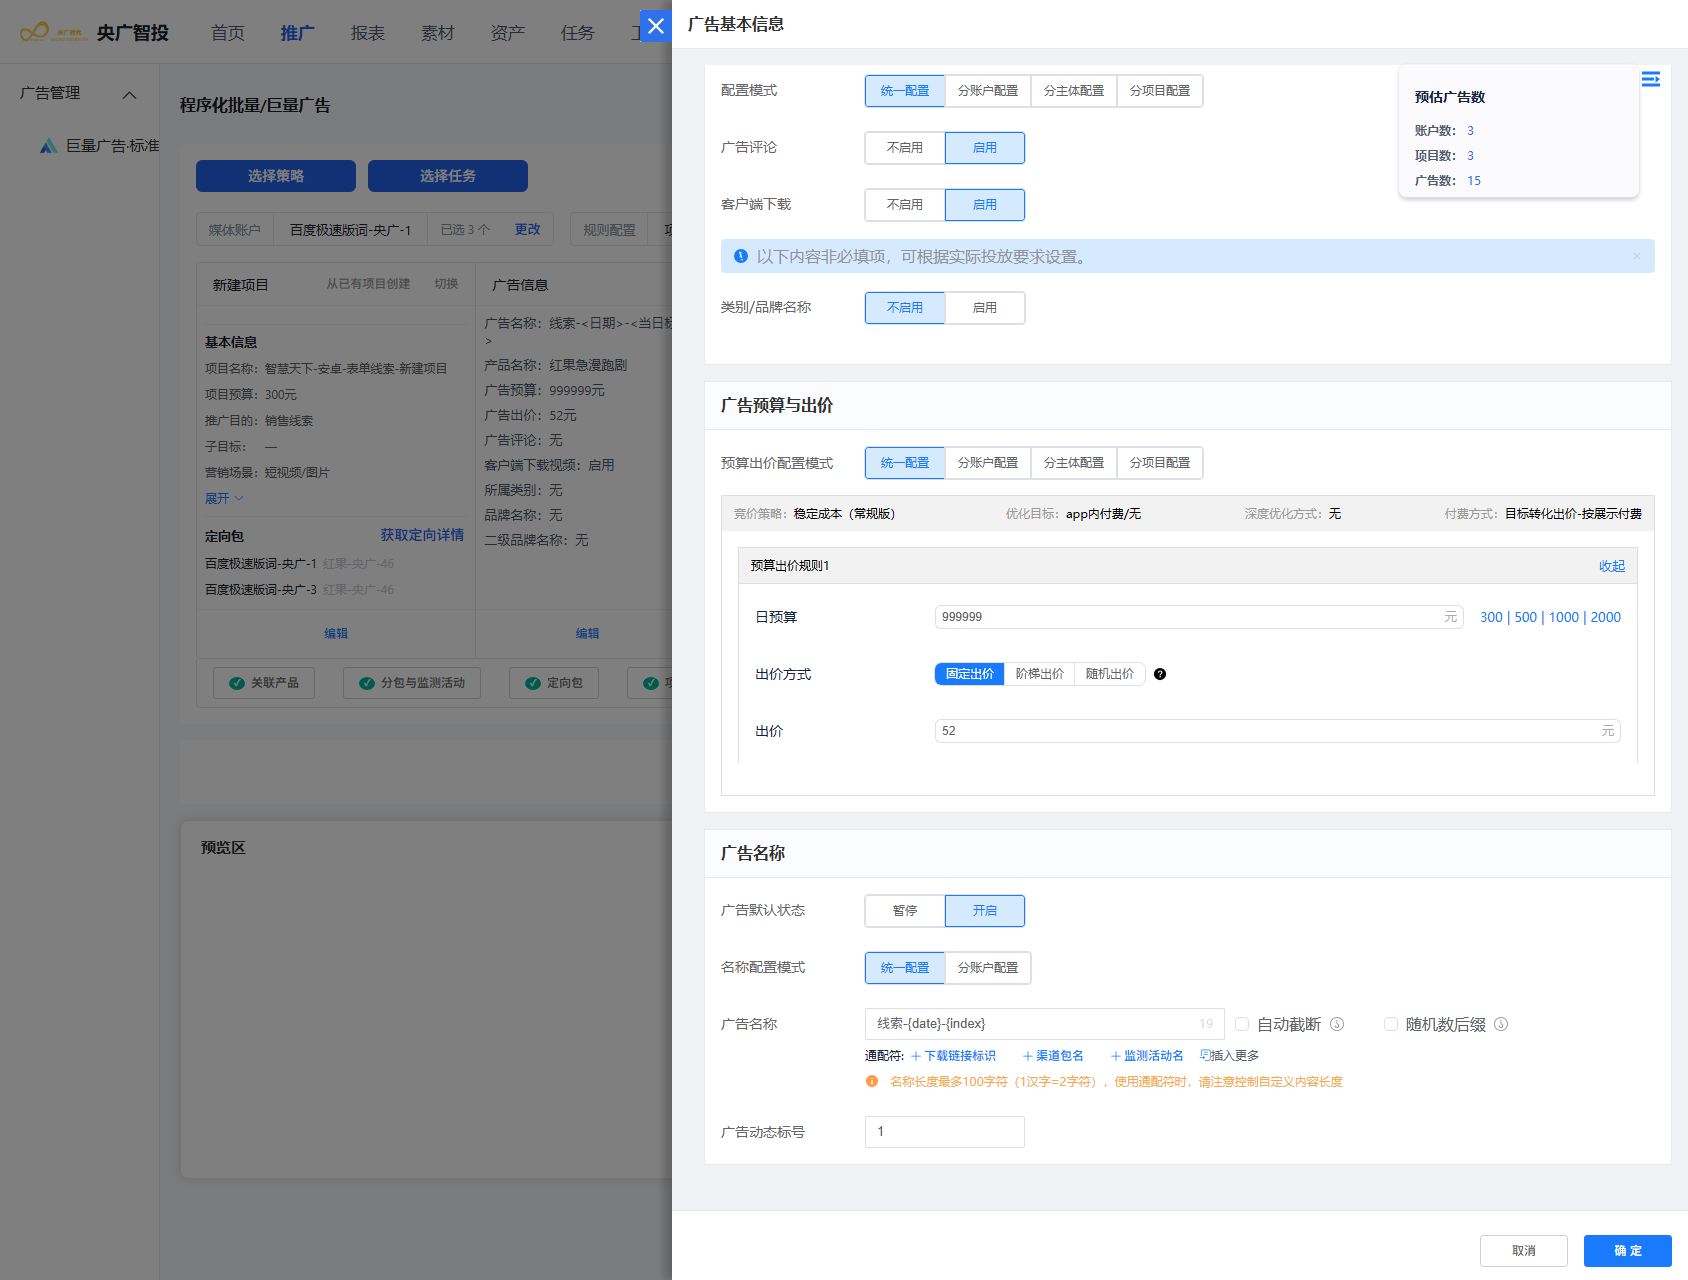 央广智投
首页
推广
报表
素材
资产
任务
广告管理
巨量广告·标准
程序化批量/巨量广告
选择策略
选择任务
媒体账户
百度极速版词-央广-1
已选 3 个
更改
规则配置
新建项目
从已有项目创建
切换
广告信息
基本信息
项目名称：智慧天下-安卓-表单线索-新建项目
项目预算：300元
推广目的：销售线索
子目标：—
营销场景：短视频/图片
展开
定向包
获取定向详情
百度极速版词-央广-1 红果-央广-46
百度极速版词-央广-3 红果-央广-46
编辑
广告名称：线索-<日期>-<当日标
>
产品名称：红果急漫跑剧
广告预算：999999元
广告出价：52元
广告评论：无
客户端下载视频：启用
所属类别：无
品牌名称：无
二级品牌名称：无
编辑
关联产品
分包与监测活动
定向包
预览区
广告基本信息
配置模式
统一配置
分账户配置
分主体配置
分项目配置
广告评论
不启用
启用
客户端下载
不启用
启用
预估广告数
账户数：3
项目数：3
广告数：15
以下内容非必填项，可根据实际投放要求设置。
类别/品牌名称
不启用
启用
广告预算与出价
预算出价配置模式
统一配置
分账户配置
分主体配置
分项目配置
竞价策略：稳定成本（常规版）
优化目标：app内付费/无
深度优化方式：无
付费方式：目标转化出价-按展示付费
预算出价规则1
收起
日预算
999999
元
300 | 500 | 1000 | 2000
出价方式
固定出价
阶梯出价
随机出价
出价
52
元
广告名称
广告默认状态
暂停
开启
名称配置模式
统一配置
分账户配置
广告名称
线索-{date}-{index}
19
自动截断
随机数后缀
通配符：
+下载链接标识
+渠道包名
+监测活动名
插入更多
名称长度最多100字符（1汉字=2字符），使用通配符时，请注意控制自定义内容长度
广告动态标号
1
取消
确 定